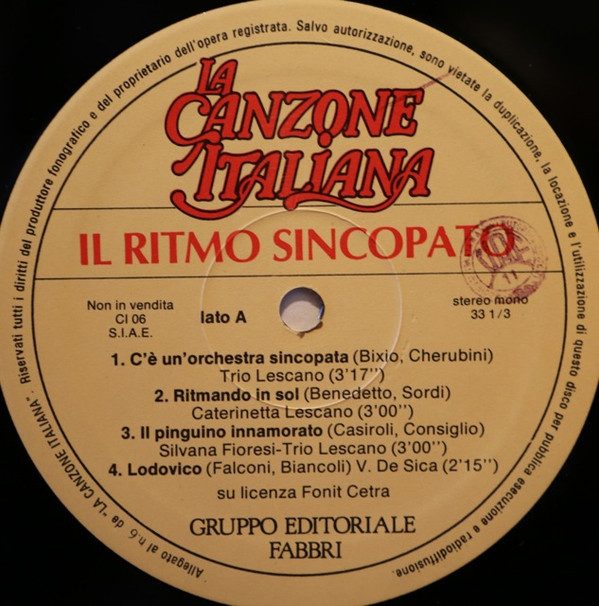 Allegato al n.6 de "LA CANZONE ITALIANA". Riservati tutti i diritti del produttore fonografico e del proprietario dell'opera registrata. Salvo autorizzazione, sono vietate la duplicazione, la locazione e l'utilizzazione di questo disco per pubblica esecuzione e radiodiffusione.
LA
CANZONE
ITALIANA
IL RITMO SINCOPATO
Non in vendita
CI 06
S.I.A.E.
lato A
stereo mono
33 1/3
1. C'è un'orchestra sincopata (Bixio, Cherubini)
Trio Lescano (3'17'')
2. Ritmando in sol (Benedetto, Sordi)
Caterinetta Lescano (3'00'')
3. Il pinguino innamorato (Casiroli, Consiglio)
Silvana Fioresi-Trio Lescano (3'00'')
4. Lodovico (Falconi, Biancoli) V. De Sica (2'15'')
su licenza Fonit Cetra
GRUPPO EDITORIALE
FABBRI